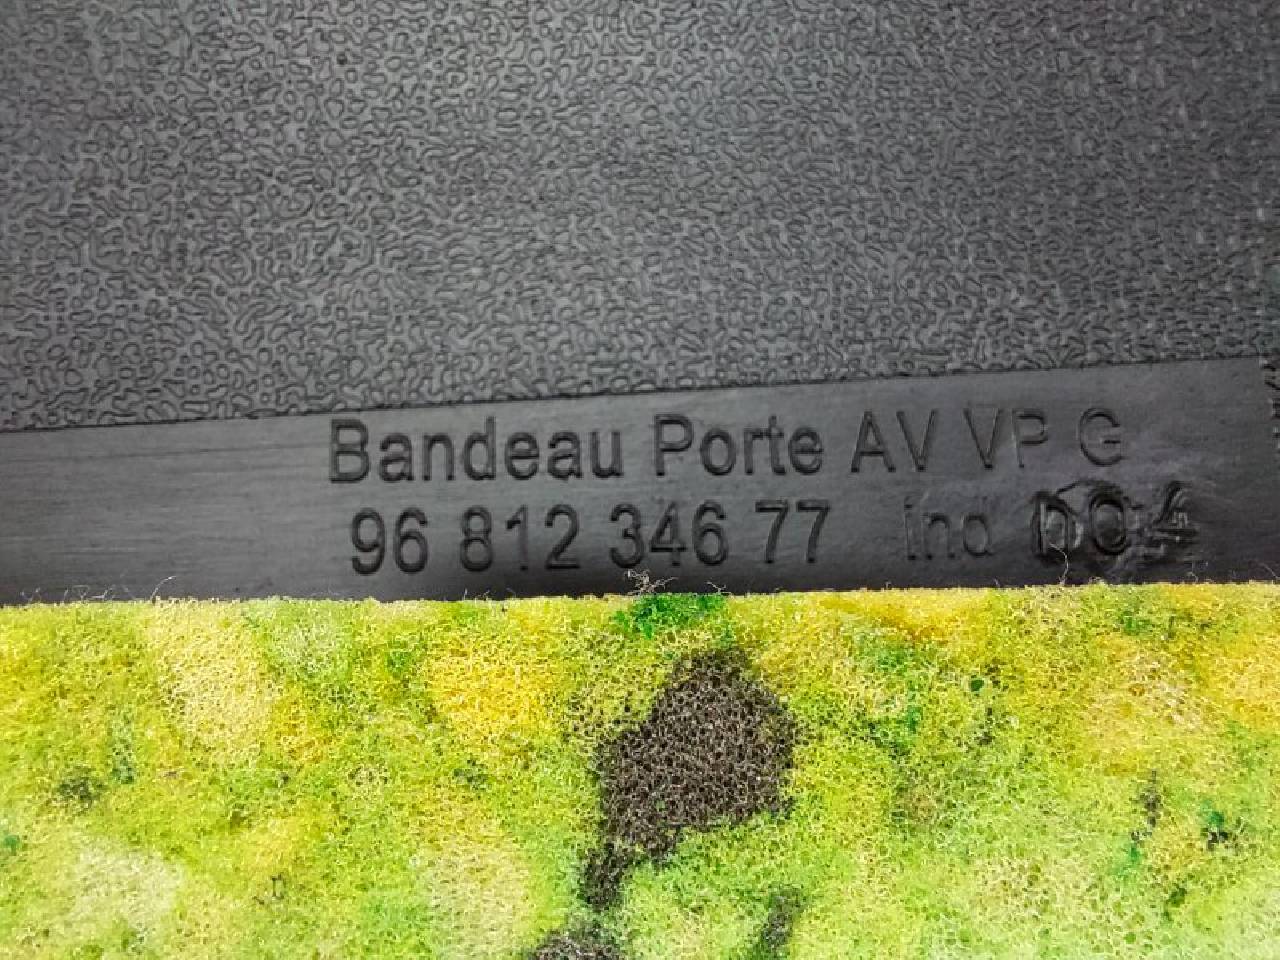 Bandeau Porte AV VP G
96 812 346 77 ind